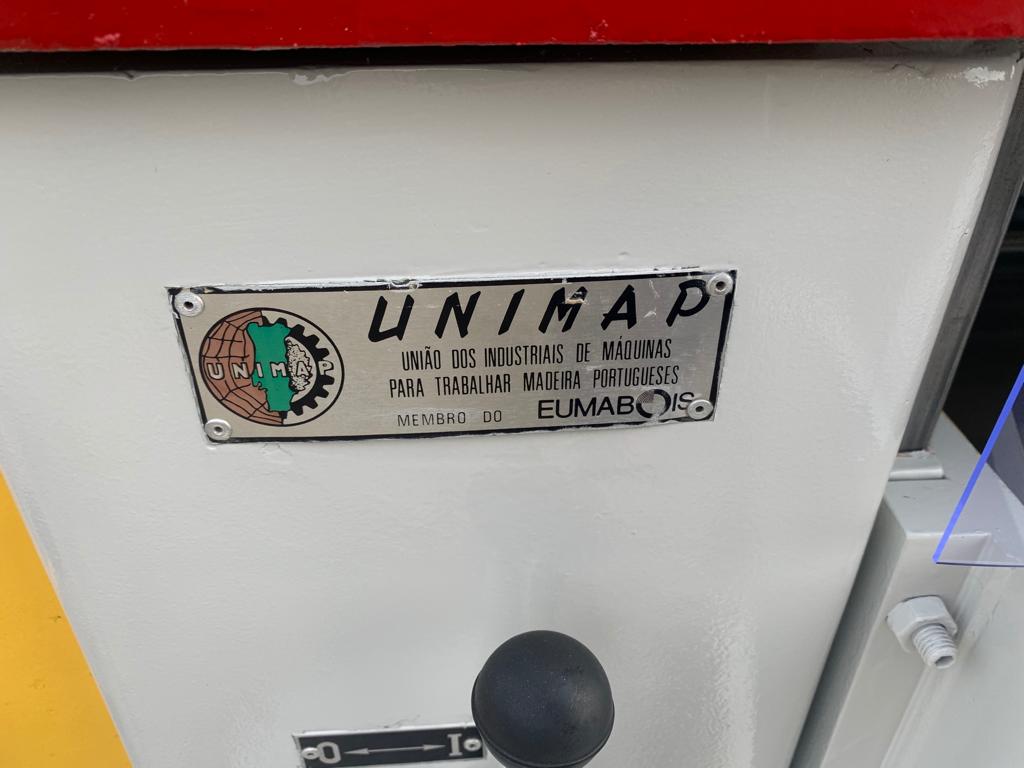 UNIMAP
UNIMAP
UNIÃO DOS INDUSTRIAIS DE MÁQUINAS
PARA TRABALHAR MADEIRA PORTUGUESES
MEMBRO DO EUMABOIS
O I